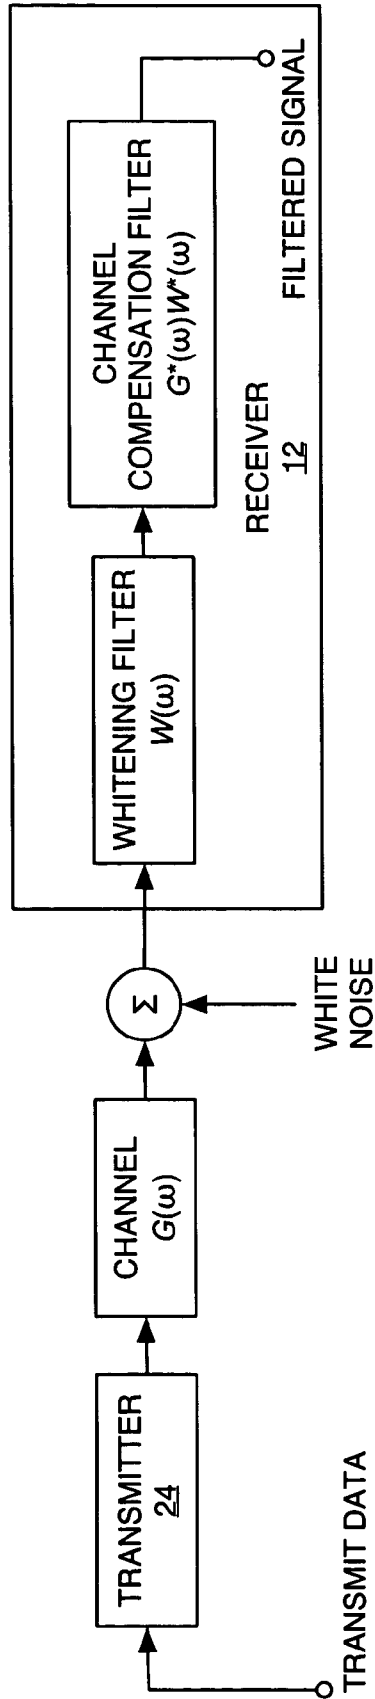 TRANSMIT DATA
TRANSMITTER
24
CHANNEL
G(ω)
Σ
WHITE
NOISE
WHITENING FILTER
W(ω)
CHANNEL
COMPENSATION FILTER
G*(ω)W*(ω)
RECEIVER
12
FILTERED SIGNAL